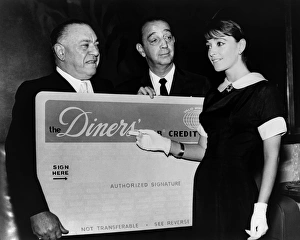 the Diners' CREDIT
SIGN
HERE
AUTHORIZED SIGNATURE
NOT TRANSFERABLE - SEE REVERSE